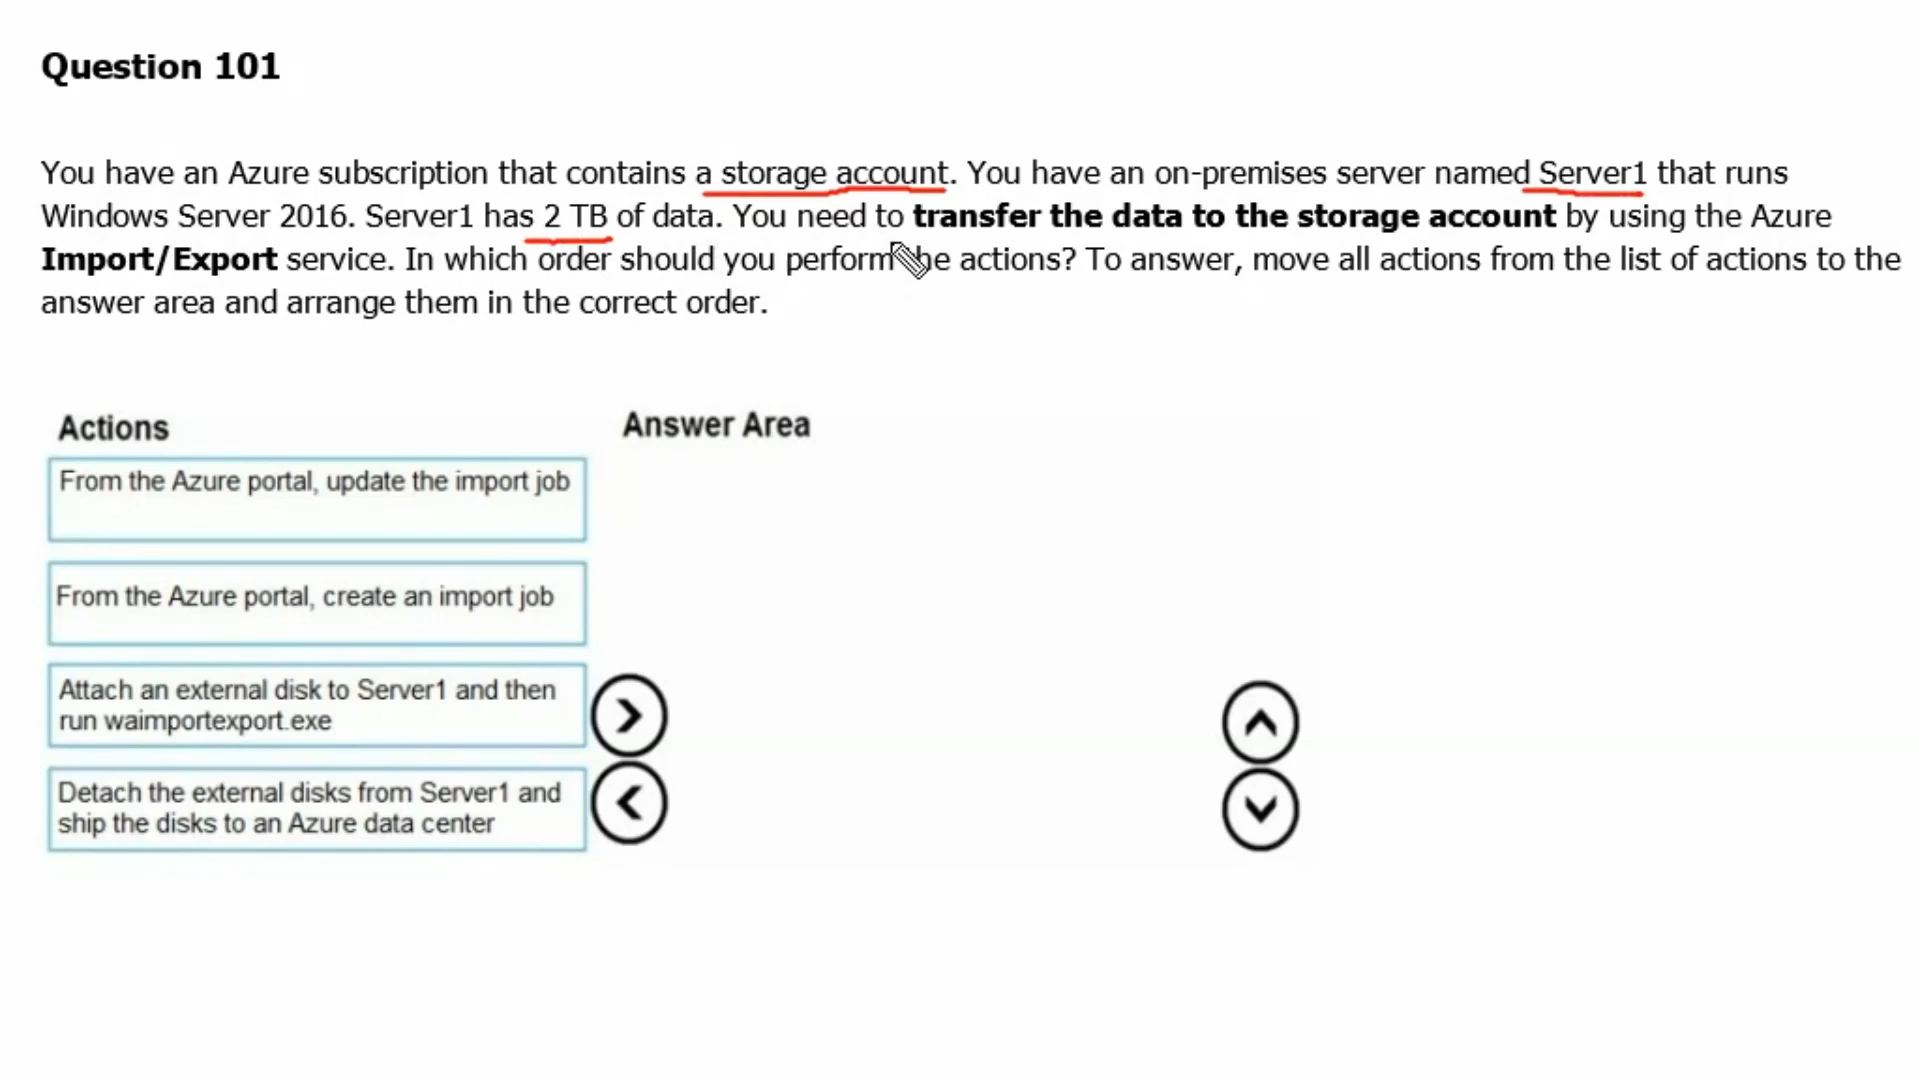 Question 101
You have an Azure subscription that contains a storage account. You have an on-premises server named Server1 that runs
Windows Server 2016. Server1 has 2 TB of data. You need to transfer the data to the storage account by using the Azure
Import/Export service. In which order should you perform the actions? To answer, move all actions from the list of actions to the
answer area and arrange them in the correct order.
Actions
Answer Area
From the Azure portal, update the import job
From the Azure portal, create an import job
Attach an external disk to Server1 and then
run waimportexport.exe
Detach the external disks from Server1 and
ship the disks to an Azure data center